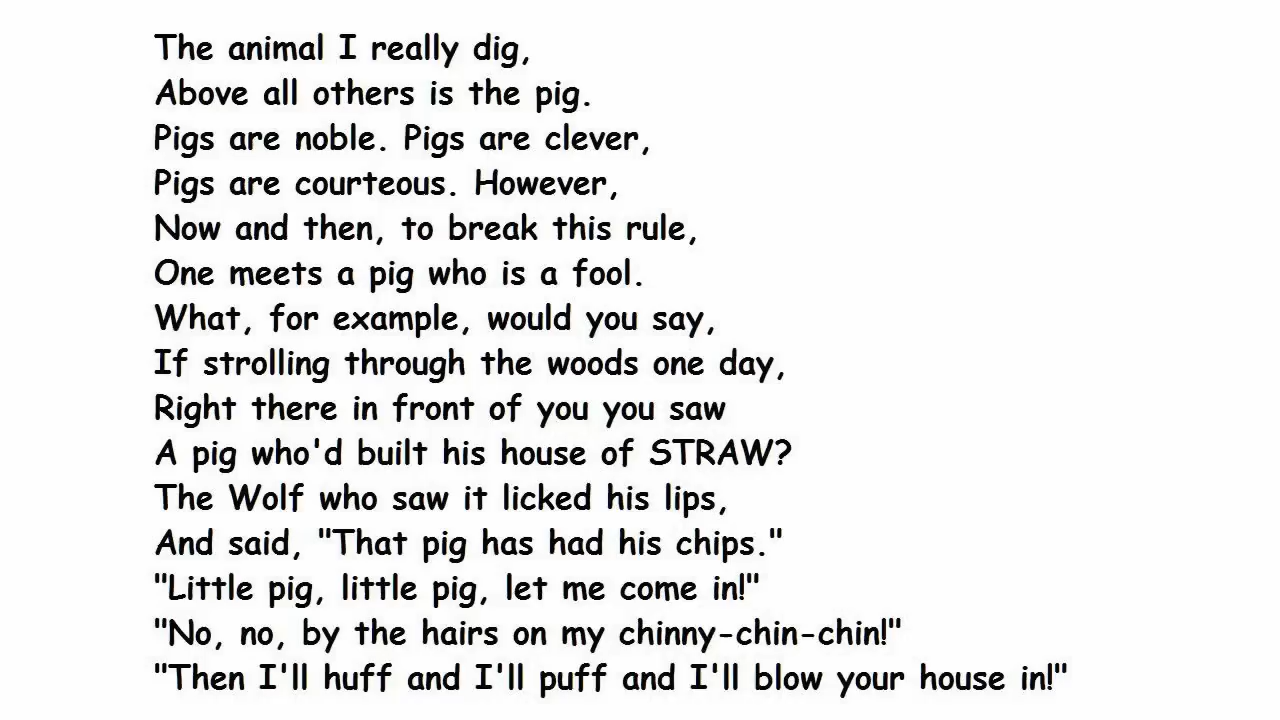 The animal I really dig,
Above all others is the pig.
Pigs are noble. Pigs are clever,
Pigs are courteous. However,
Now and then, to break this rule,
One meets a pig who is a fool.
What, for example, would you say,
If strolling through the woods one day,
Right there in front of you you saw
A pig who'd built his house of STRAW?
The Wolf who saw it licked his lips,
And said, "That pig has had his chips."
"Little pig, little pig, let me come in!"
"No, no, by the hairs on my chinny-chin-chin!"
"Then I'll huff and I'll puff and I'll blow your house in!"